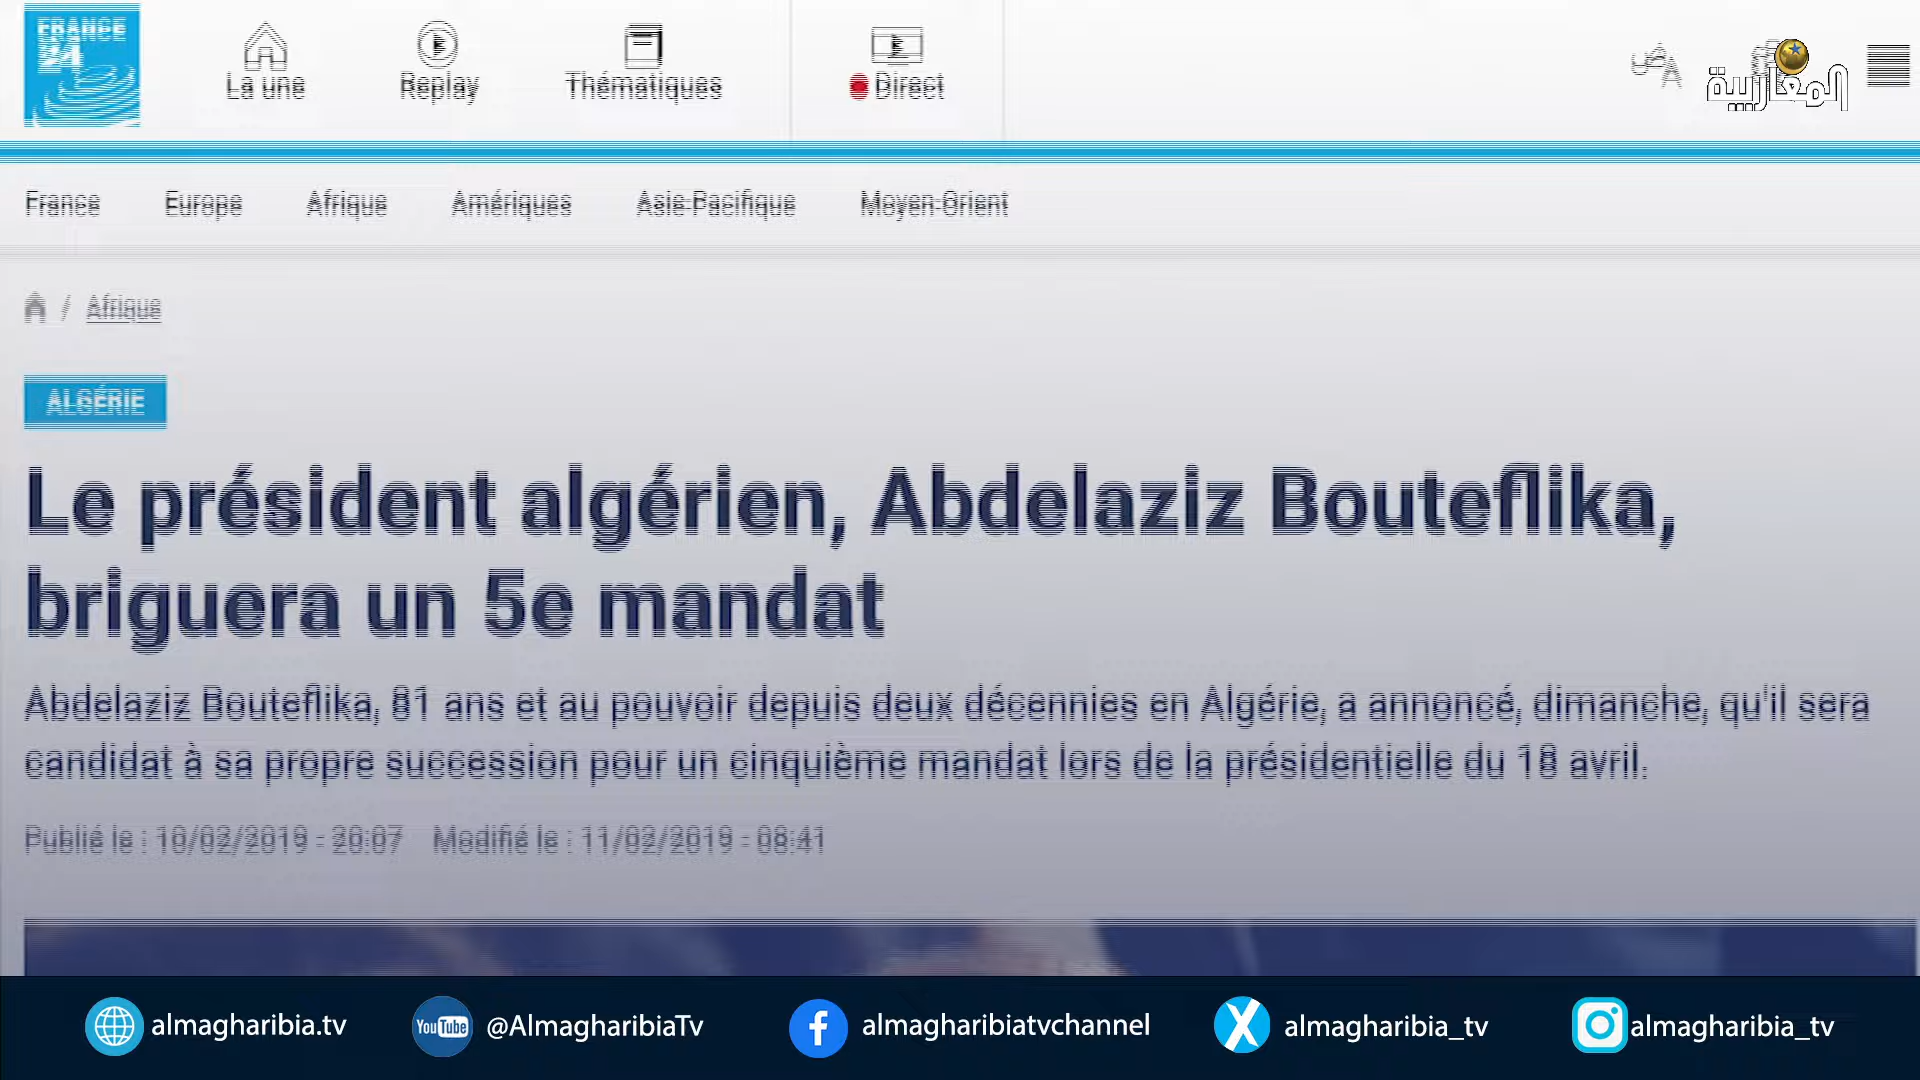 FRANCE
24
La une
Replay
Thématiques
Direct
المغاربية
France
Europe
Afrique
Amériques
Asie-Pacifique
Moyen-Orient
/ Afrique
ALGÉRIE
Le président algérien, Abdelaziz Bouteflika,
briguera un 5e mandat
Abdelaziz Bouteflika, 81 ans et au pouvoir depuis deux décennies en Algérie, a annoncé, dimanche, qu'il sera
candidat à sa propre succession pour un cinquième mandat lors de la présidentielle du 18 avril.
Publié le : 10/02/2019 - 20:07 Modifié le : 11/02/2019 - 08:41
almagharibia.tv
YouTube @AlmagharibiaTv
almagharibiatvchannel
almagharibia_tv
almagharibia_tv